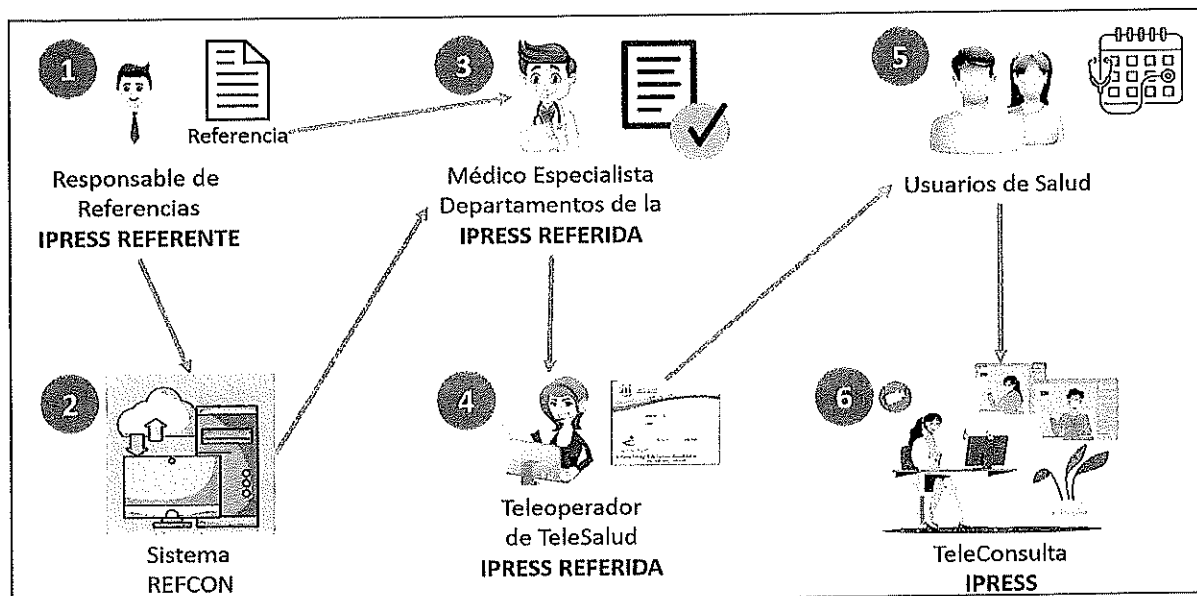 1
Referencia
Responsable de
Referencias
IPRESS REFERENTE
2
Sistema
REFCON
3
Médico Especialista
Departamentos de la
IPRESS REFERIDA
4
Teleoperador
de TeleSalud
IPRESS REFERIDA
5
Usuarios de Salud
6
TeleConsulta
IPRESS